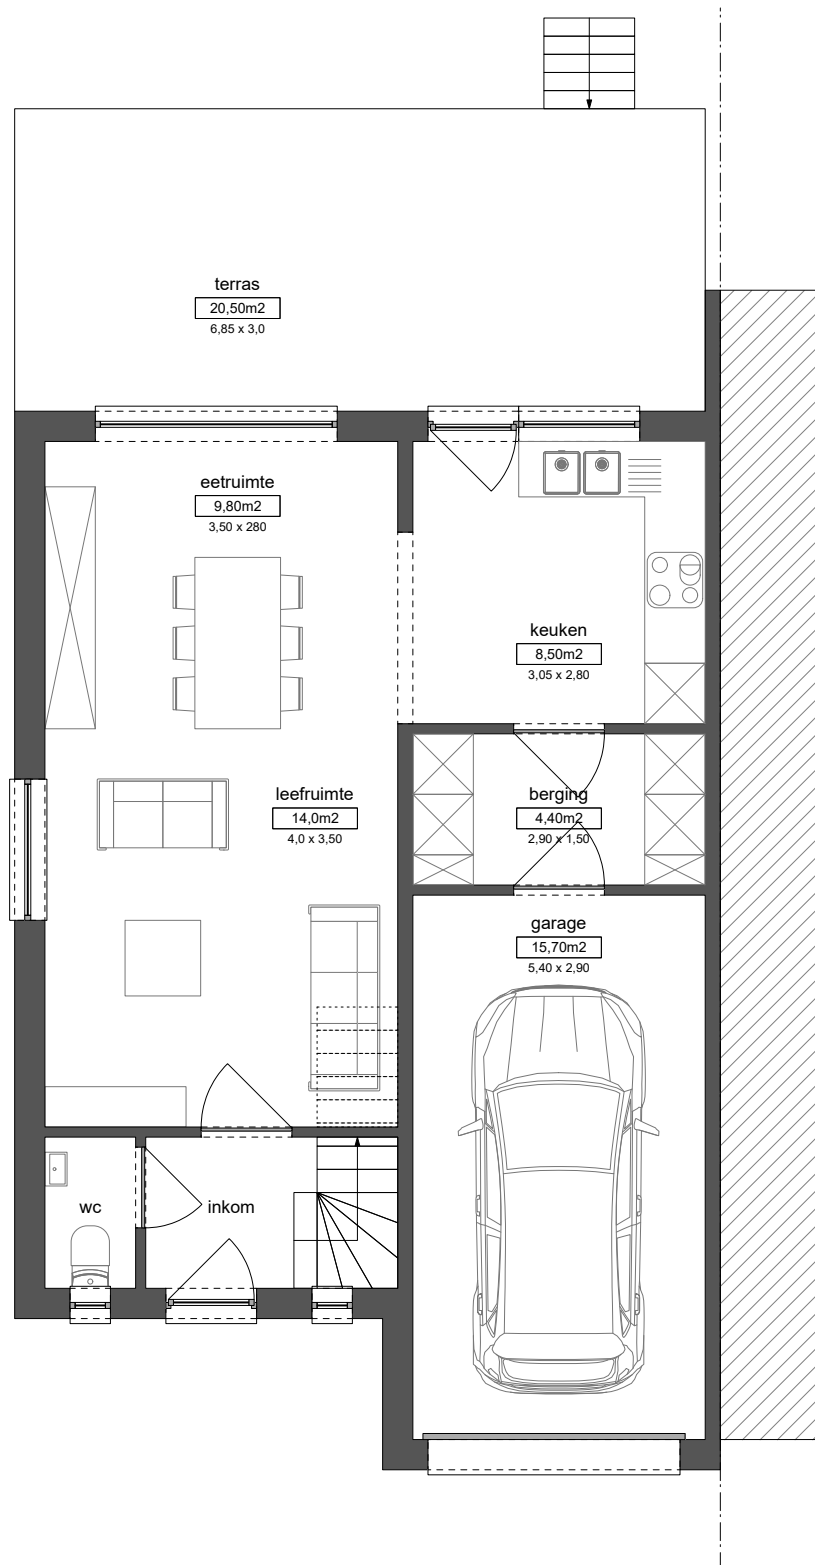 terras
20,50m2
6,85 x 3,0
eetruimte
9,80m2
3,50 x 280
keuken
8,50m2
3,05 x 2,80
leefruimte
14,0m2
4,0 x 3,50
berging
4,40m2
2,90 x 1,50
garage
15,70m2
5,40 x 2,90
wc
inkom